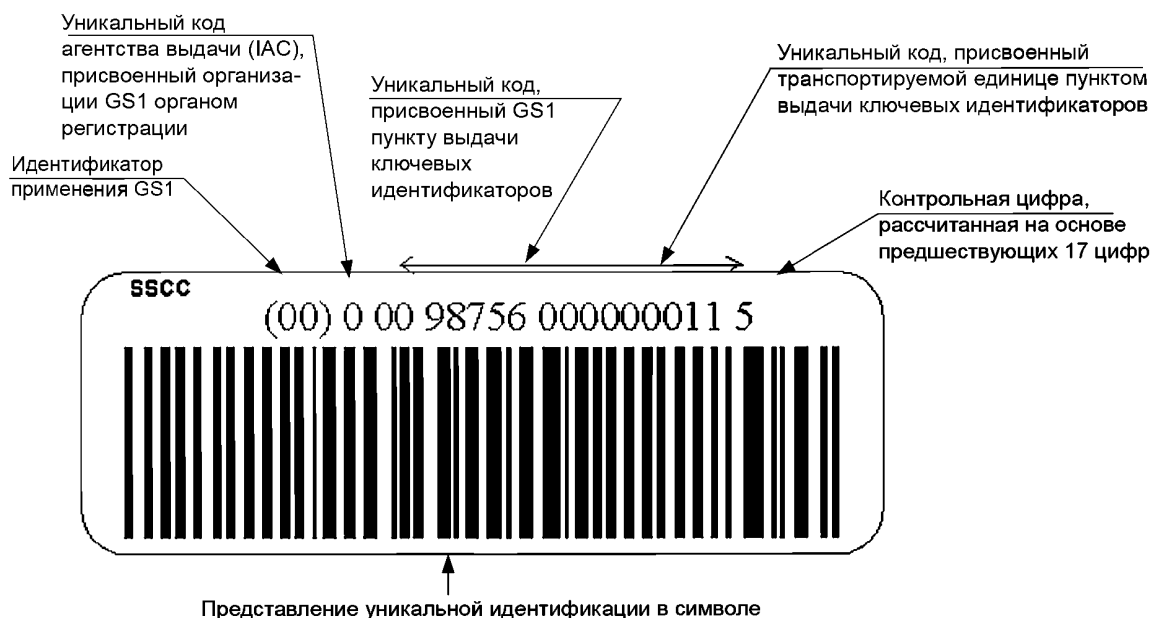 Уникальный код
агентства выдачи (IAC),
присвоенный организа-
ции GS1 органом
регистрации
Идентификатор
применения GS1
Уникальный код,
присвоенный GS1
пункту выдачи
ключевых
идентификаторов
Уникальный код, присвоенный
транспортируемой единице пунктом
выдачи ключевых идентификаторов
Контрольная цифра,
рассчитанная на основе
предшествующих 17 цифр
SSCC
(00) 0 00 98756 0000000011 5
Представление уникальной идентификации в символе